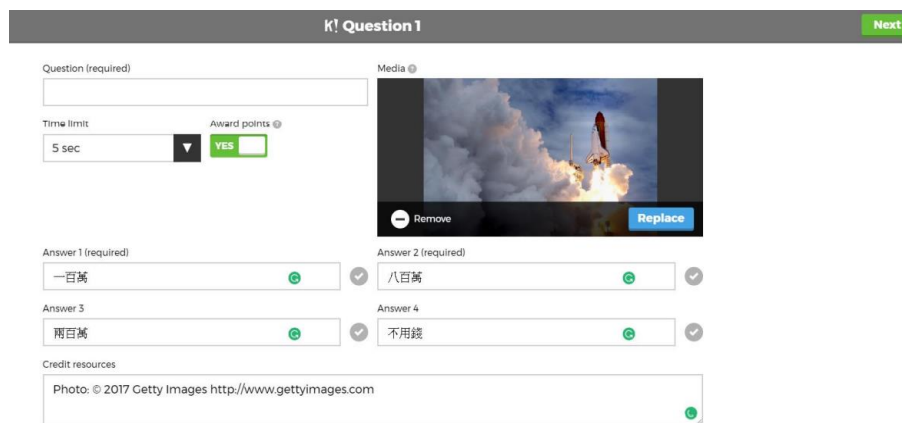 K! Question 1
Next
Question (required)
Media
Time limit
Award points
5 sec
YES
Remove
Replace
Answer 1 (required)
Answer 2 (required)
一百萬
八百萬
Answer 3
Answer 4
兩百萬
不用錢
Credit resources
Photo: © 2017 Getty Images http://www.gettyimages.com